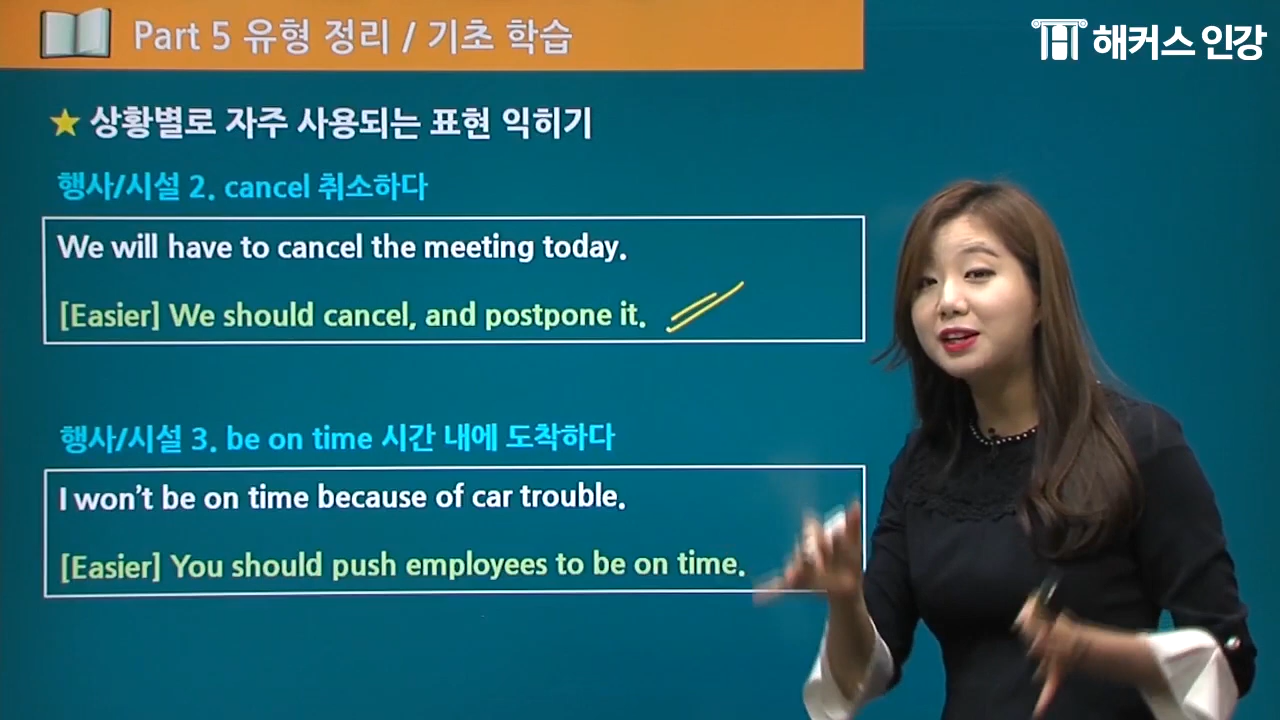 Part 5 유형 정리 / 기초 학습
해커스 인강
상황별로 자주 사용되는 표현 익히기
행사/시설 2. cancel 취소하다
We will have to cancel the meeting today.
[Easier] We should cancel, and postpone it.
행사/시설 3. be on time 시간 내에 도착하다
I won't be on time because of car trouble.
[Easier] You should push employees to be on time.